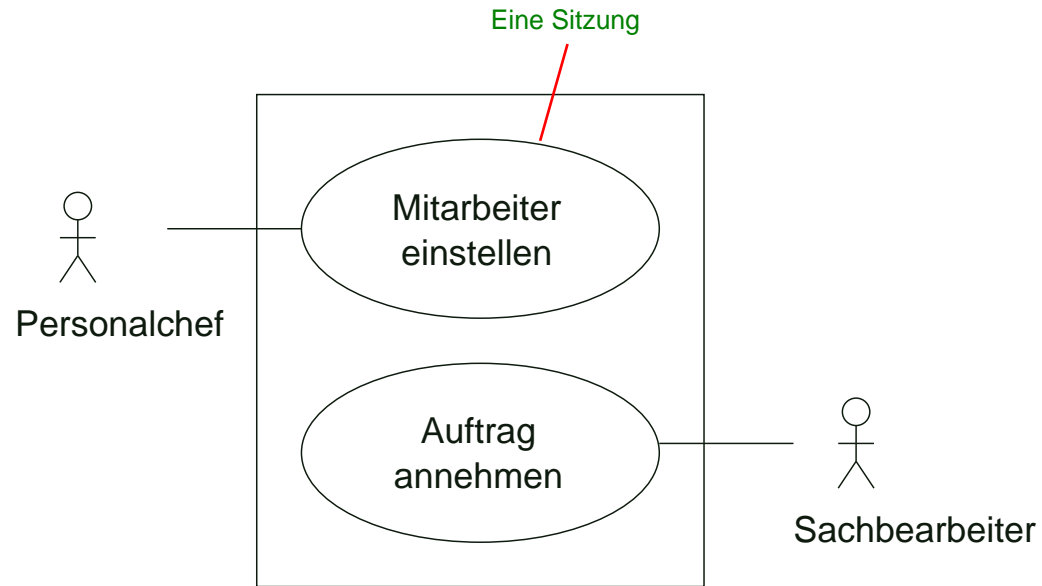 Eine Sitzung
Mitarbeiter
einstellen
Personalchef
Auftrag
annehmen
Sachbearbeiter